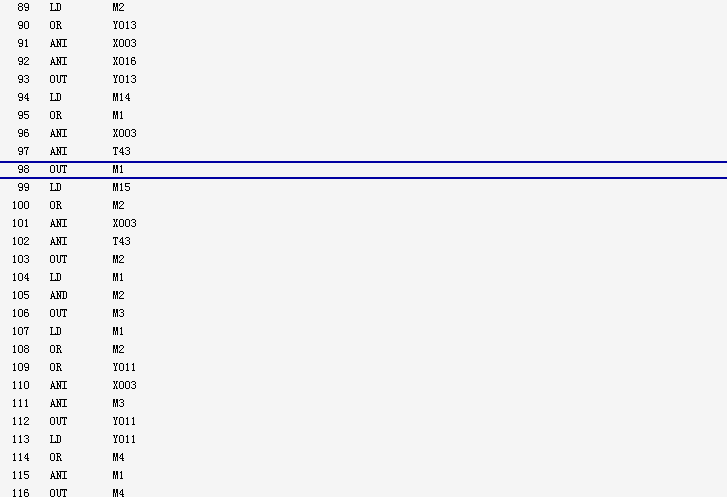 89 LD M2
90 OR Y013
91 ANI X003
92 ANI X016
93 OUT Y013
94 LD M14
95 OR M1
96 ANI X003
97 ANI T43
98 OUT M1
99 LD M15
100 OR M2
101 ANI X003
102 ANI T43
103 OUT M2
104 LD M1
105 AND M2
106 OUT M3
107 LD M1
108 OR M2
109 OR Y011
110 ANI X003
111 ANI M3
112 OUT Y011
113 LD Y011
114 OR M4
115 ANI M1
116 OUT M4